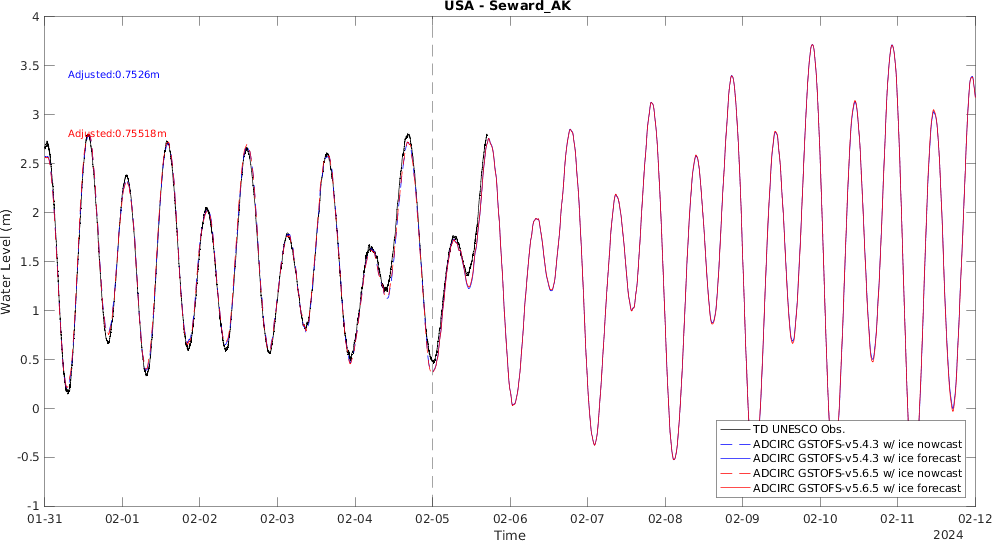 USA - Seward_AK
4
3.5
3
2.5
2
1.5
1
0.5
0
-0.5
-1
Water Level (m)
Adjusted:0.7526m
Adjusted:0.75518m
TD UNESCO Obs.
ADCIRC GSTOFS-v5.4.3 w/ ice nowcast
ADCIRC GSTOFS-v5.4.3 w/ ice forecast
ADCIRC GSTOFS-v5.6.5 w/ ice nowcast
ADCIRC GSTOFS-v5.6.5 w/ ice forecast
01-31 02-01 02-02 02-03 02-04 02-05 02-06 02-07 02-08 02-09 02-10 02-11 02-12
Time
2024